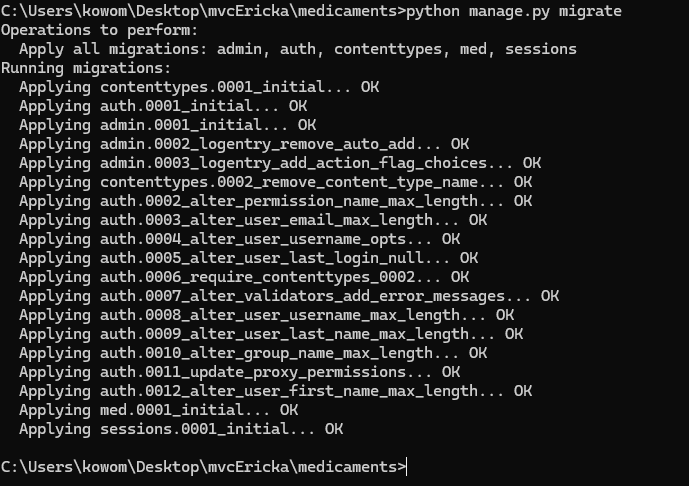 C:\Users\kowom\Desktop\mvcEricka\medicaments>python manage.py migrate
Operations to perform:
  Apply all migrations: admin, auth, contenttypes, med, sessions
Running migrations:
  Applying contenttypes.0001_initial... OK
  Applying auth.0001_initial... OK
  Applying admin.0001_initial... OK
  Applying admin.0002_logentry_remove_auto_add... OK
  Applying admin.0003_logentry_add_action_flag_choices... OK
  Applying contenttypes.0002_remove_content_type_name... OK
  Applying auth.0002_alter_permission_name_max_length... OK
  Applying auth.0003_alter_user_email_max_length... OK
  Applying auth.0004_alter_user_username_opts... OK
  Applying auth.0005_alter_user_last_login_null... OK
  Applying auth.0006_require_contenttypes_0002... OK
  Applying auth.0007_alter_validators_add_error_messages... OK
  Applying auth.0008_alter_user_username_max_length... OK
  Applying auth.0009_alter_user_last_name_max_length... OK
  Applying auth.0010_alter_group_name_max_length... OK
  Applying auth.0011_update_proxy_permissions... OK
  Applying auth.0012_alter_user_first_name_max_length... OK
  Applying med.0001_initial... OK
  Applying sessions.0001_initial... OK
C:\Users\kowom\Desktop\mvcEricka\medicaments>